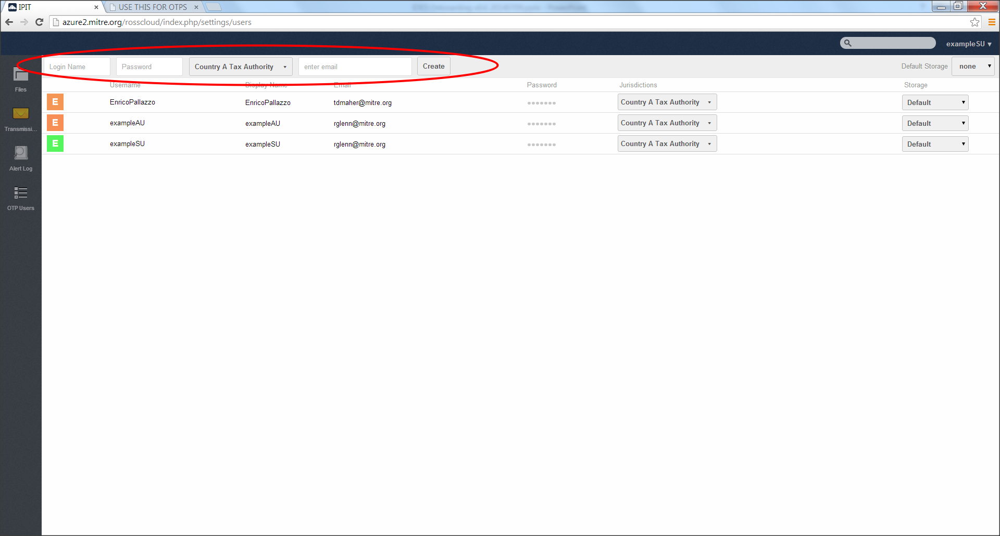 IPIT
USE THIS FOR OTPS
azure2.mitre.org/rosscloud/index.php/settings/users
exampleSU
Login Name Password Country A Tax Authority enter email Create Default Storage none
Files
Username Display Name Email Password Jurisdictions Storage
E EnricoPallazzo EnricoPallazzo tdmaher@mitre.org ●●●●●●● Country A Tax Authority Default
E exampleAU exampleAU rglenn@mitre.org ●●●●●●● Country A Tax Authority Default
Transmissi...
E exampleSU exampleSU rglenn@mitre.org ●●●●●●● Country A Tax Authority Default
Alert Log
OTP Users